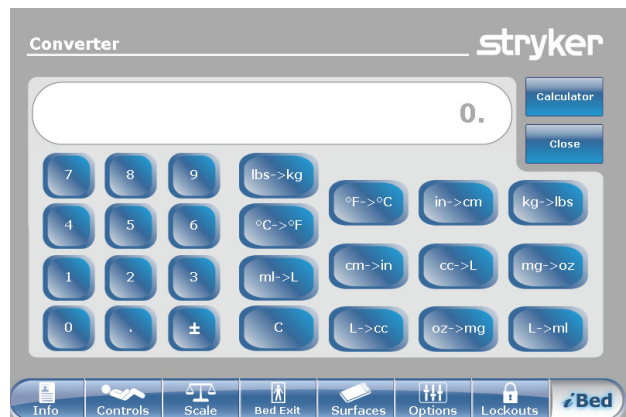 Converter
stryker
0.
Calculator
Close
7 8 9 lbs->kg
°F->°C in->cm kg->lbs
4 5 6 °C->°F
1 2 3 ml->L
cm->in cc->L mg->oz
0 . ± C L->cc oz->mg L->ml
Info Controls Scale Bed Exit Surfaces Options Lockouts iBed